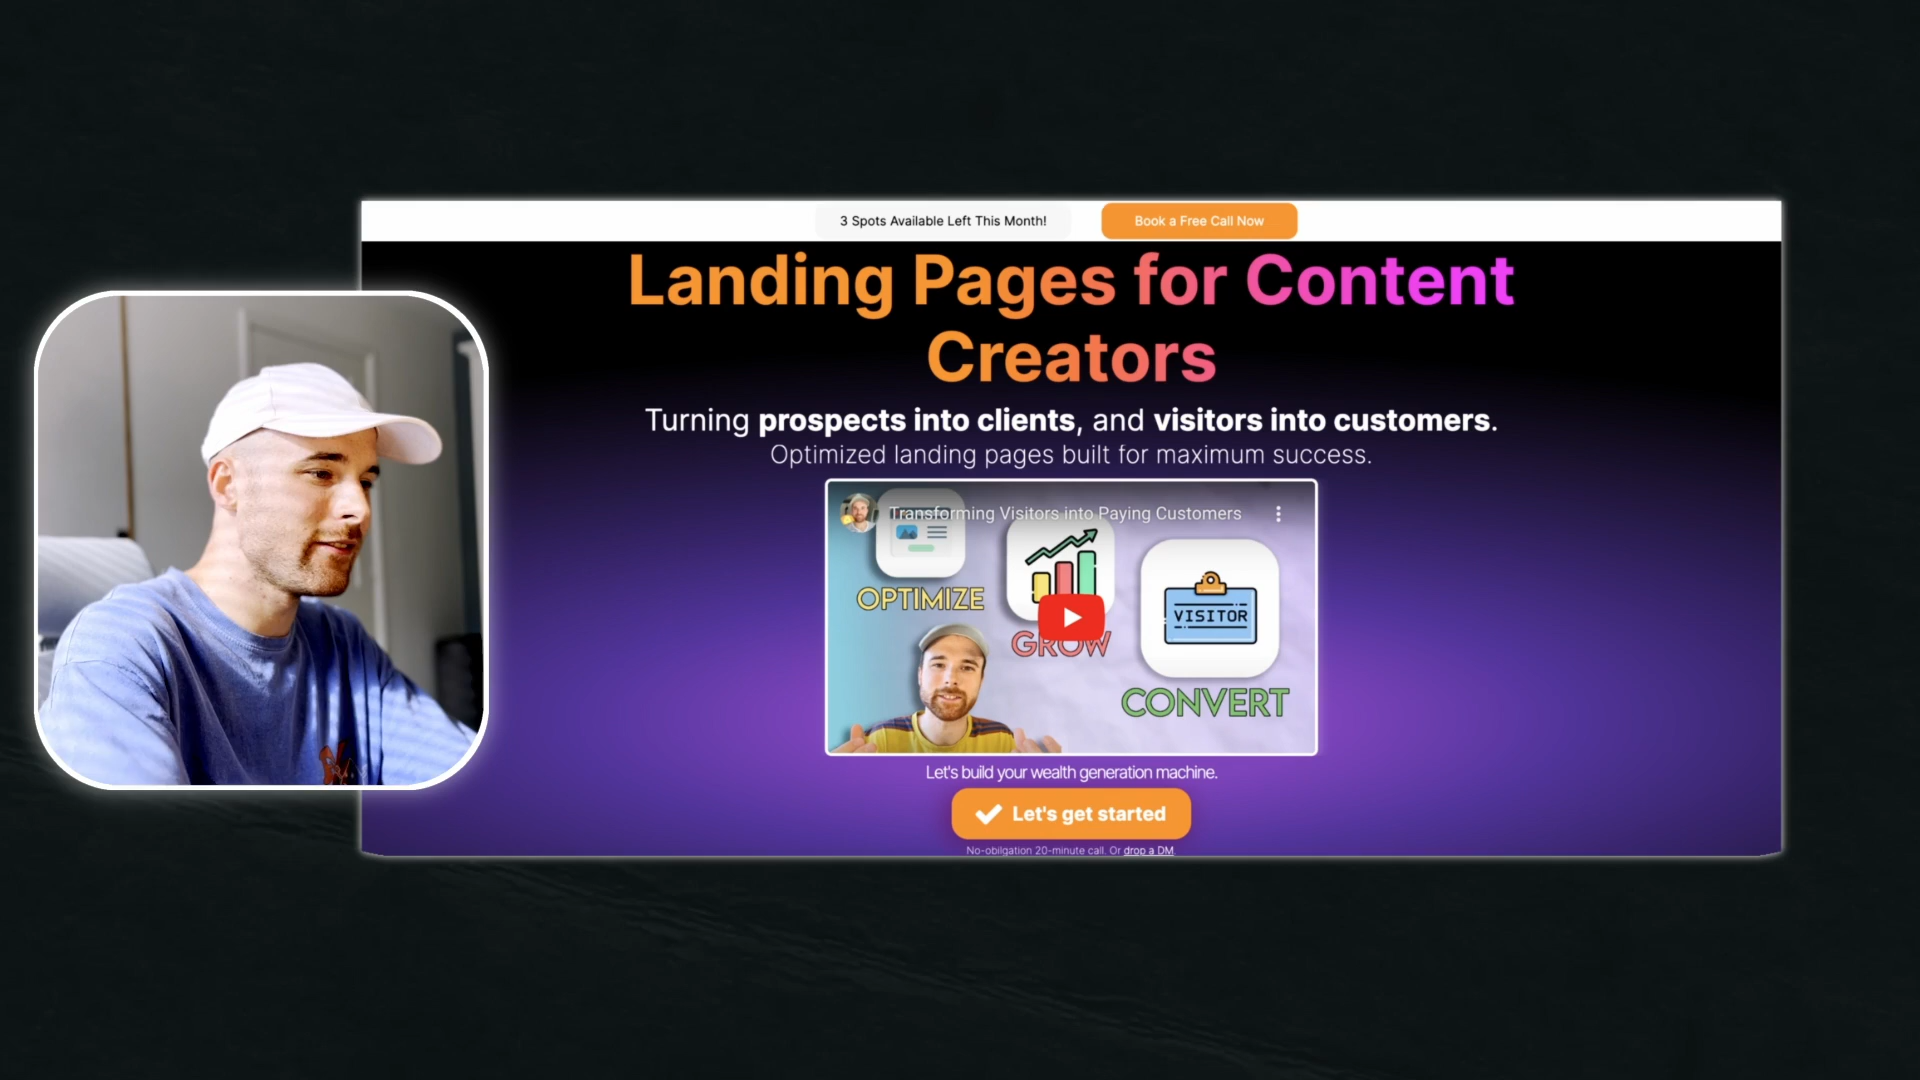 3 Spots Available Left This Month!
Book a Free Call Now
Landing Pages for Content
Creators
Turning prospects into clients, and visitors into customers.
Optimized landing pages built for maximum success.
Transforming Visitors into Paying Customers
OPTIMIZE
GROW
VISITOR
CONVERT
Let's build your wealth generation machine.
Let's get started
No-obilgation 20-minute call. Or drop a DM.